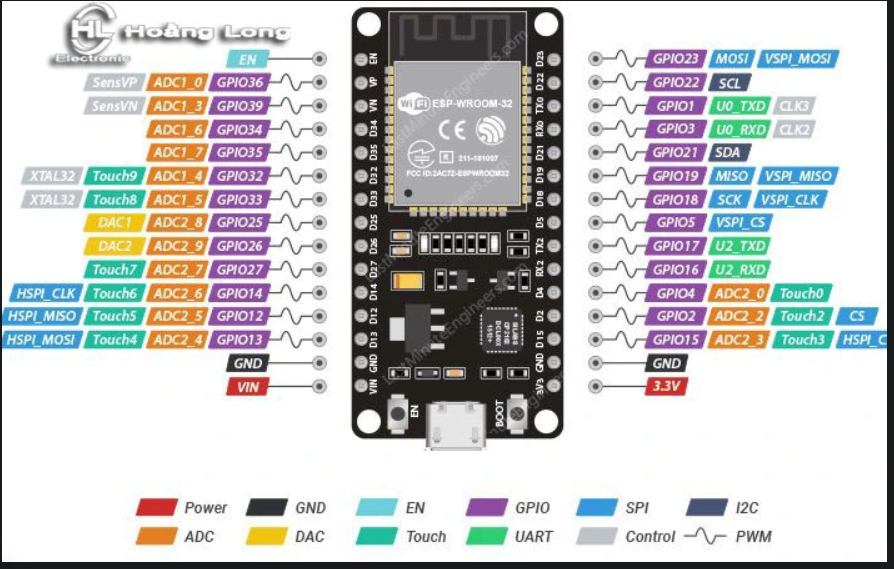 HL Hoàng Long
Electronic
EN
SensVP ADC1_0 GPIO36
SensVN ADC1_3 GPIO39
ADC1_6 GPIO34
ADC1_7 GPIO35
XTAL32 Touch9 ADC1_4 GPIO32
XTAL32 Touch8 ADC1_5 GPIO33
DAC1 ADC2_8 GPIO25
DAC2 ADC2_9 GPIO26
Touch7 ADC2_7 GPIO27
HSPI_CLK Touch6 ADC2_6 GPIO14
HSPI_MISO Touch5 ADC2_5 GPIO12
HSPI_MOSI Touch4 ADC2_4 GPIO13
GND
VIN
EN
VP
VN
D34
D35
D32
D33
D25
D26
D27
D14
D12
D13
GND
VIN
WiFi ESP-WROOM-32
CE
R 211-161007
FCC ID:2AC72-ESPWROOM32
LastMinuteEngineers.com
EN
BOOT
D23
D22
TX0
RX0
D21
D19
D18
D5
TX2
RX2
D4
D2
D15
GND
3V3
GPIO23 MOSI VSPI_MOSI
GPIO22 SCL
GPIO1 U0_TXD CLK3
GPIO3 U0_RXD CLK2
GPIO21 SDA
GPIO19 MISO VSPI_MISO
GPIO18 SCK VSPI_CLK
GPIO5 VSPI_CS
GPIO17 U2_TXD
GPIO16 U2_RXD
GPIO4 ADC2_0 Touch0
GPIO2 ADC2_2 Touch2 CS
GPIO15 ADC2_3 Touch3 HSPI_C
GND
3.3V
Power GND EN GPIO SPI I2C
ADC DAC Touch UART Control PWM